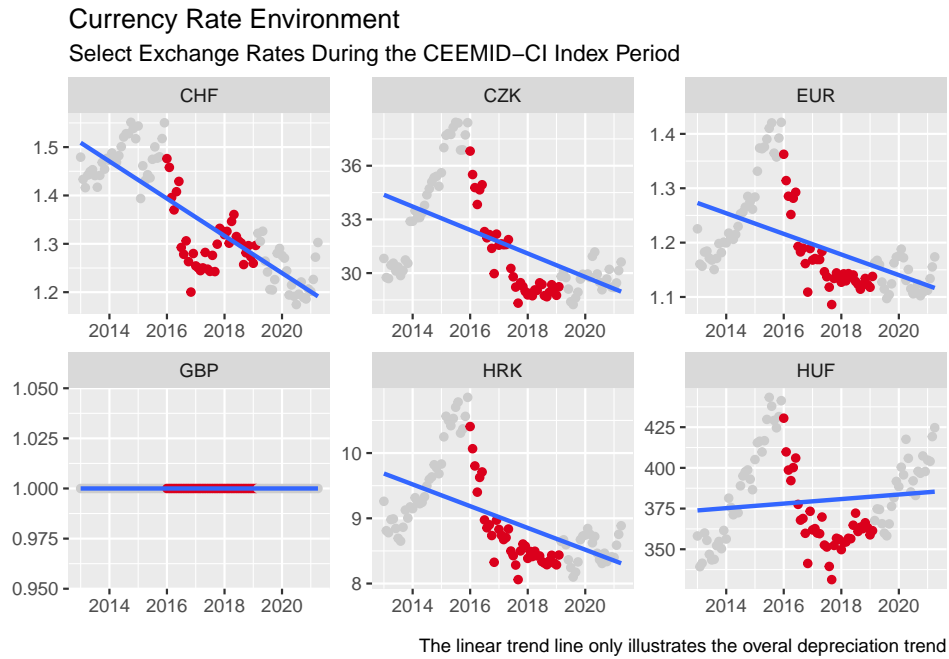 Currency Rate Environment
Select Exchange Rates During the CEEMID−CI Index Period
CHF
CZK
EUR
1.5
1.4
1.3
1.2
36
33
30
1.4
1.3
1.2
1.1
2014 2016 2018 2020
2014 2016 2018 2020
2014 2016 2018 2020
GBP
HRK
HUF
1.050
1.025
1.000
0.975
0.950
10
9
8
425
400
375
350
2014 2016 2018 2020
2014 2016 2018 2020
2014 2016 2018 2020
The linear trend line only illustrates the overal depreciation trend